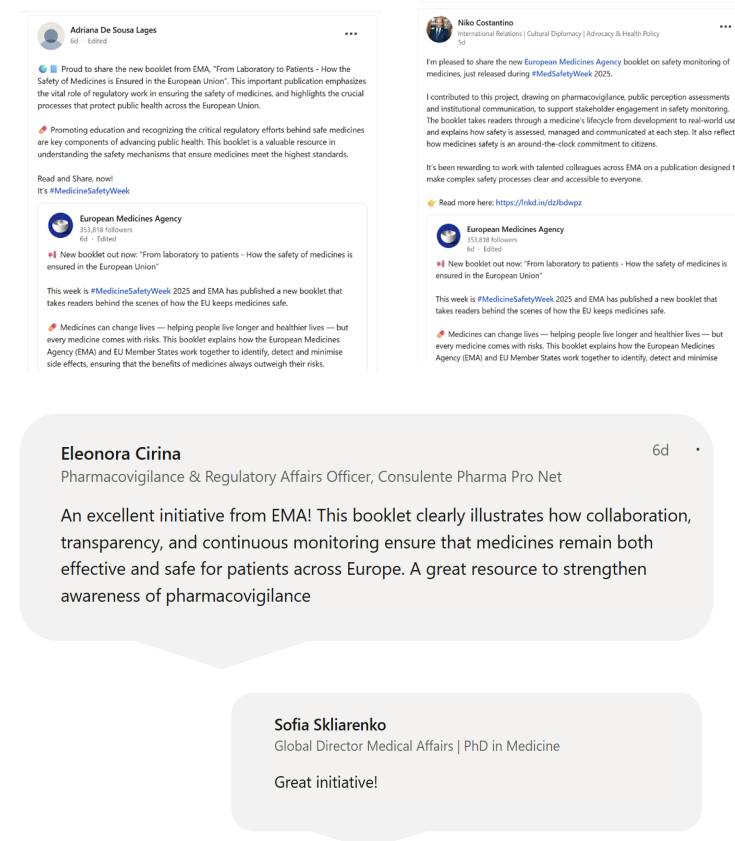 Adriana De Sousa Lages
6d · Edited
Proud to share the new booklet from EMA, "From Laboratory to Patients - How the
Safety of Medicines is Ensured in the European Union". This important publication emphasizes
the vital role of regulatory work in ensuring the safety of medicines, and highlights the crucial
processes that protect public health across the European Union.
Promoting education and recognizing the critical regulatory efforts behind safe medicines
are key components of advancing public health. This booklet is a valuable resource in
understanding the safety mechanisms that ensure medicines meet the highest standards.
Read and Share, now!
It's #MedicineSafetyWeek
European Medicines Agency
353,818 followers
6d · Edited
New booklet out now: "From laboratory to patients - How the safety of medicines is
ensured in the European Union"
This week is #MedicineSafetyWeek 2025 and EMA has published a new booklet that
takes readers behind the scenes of how the EU keeps medicines safe.
Medicines can change lives — helping people live longer and healthier lives — but
every medicine comes with risks. This booklet explains how the European Medicines
Agency (EMA) and EU Member States work together to identify, detect and minimise
side effects, ensuring that the benefits of medicines always outweigh their risks.
Niko Costantino
International Relations | Cultural Diplomacy | Advocacy & Health Policy
5d
I'm pleased to share the new European Medicines Agency booklet on safety monitoring of
medicines, just released during #MedSafetyWeek 2025.
I contributed to this project, drawing on pharmacovigilance, public perception assessments
and institutional communication, to support stakeholder engagement in safety monitoring.
The booklet takes readers through a medicine's lifecycle from development to real-world use
and explains how safety is assessed, managed and communicated at each step. It also reflect
how medicines safety is an around-the-clock commitment to citizens.
It's been rewarding to work with talented colleagues across EMA on a publication designed t
make complex safety processes clear and accessible to everyone.
Read more here: https://lnkd.in/dzJbdwpz
European Medicines Agency
353,818 followers
6d · Edited
New booklet out now: "From laboratory to patients - How the safety of medicines is
ensured in the European Union"
This week is #MedicineSafetyWeek 2025 and EMA has published a new booklet that
takes readers behind the scenes of how the EU keeps medicines safe.
Medicines can change lives — helping people live longer and healthier lives — but
every medicine comes with risks. This booklet explains how the European Medicines
Agency (EMA) and EU Member States work together to identify, detect and minimise
Eleonora Cirina
6d
Pharmacovigilance & Regulatory Affairs Officer, Consulente Pharma Pro Net
An excellent initiative from EMA! This booklet clearly illustrates how collaboration,
transparency, and continuous monitoring ensure that medicines remain both
effective and safe for patients across Europe. A great resource to strengthen
awareness of pharmacovigilance
Sofia Skliarenko
Global Director Medical Affairs | PhD in Medicine
Great initiative!